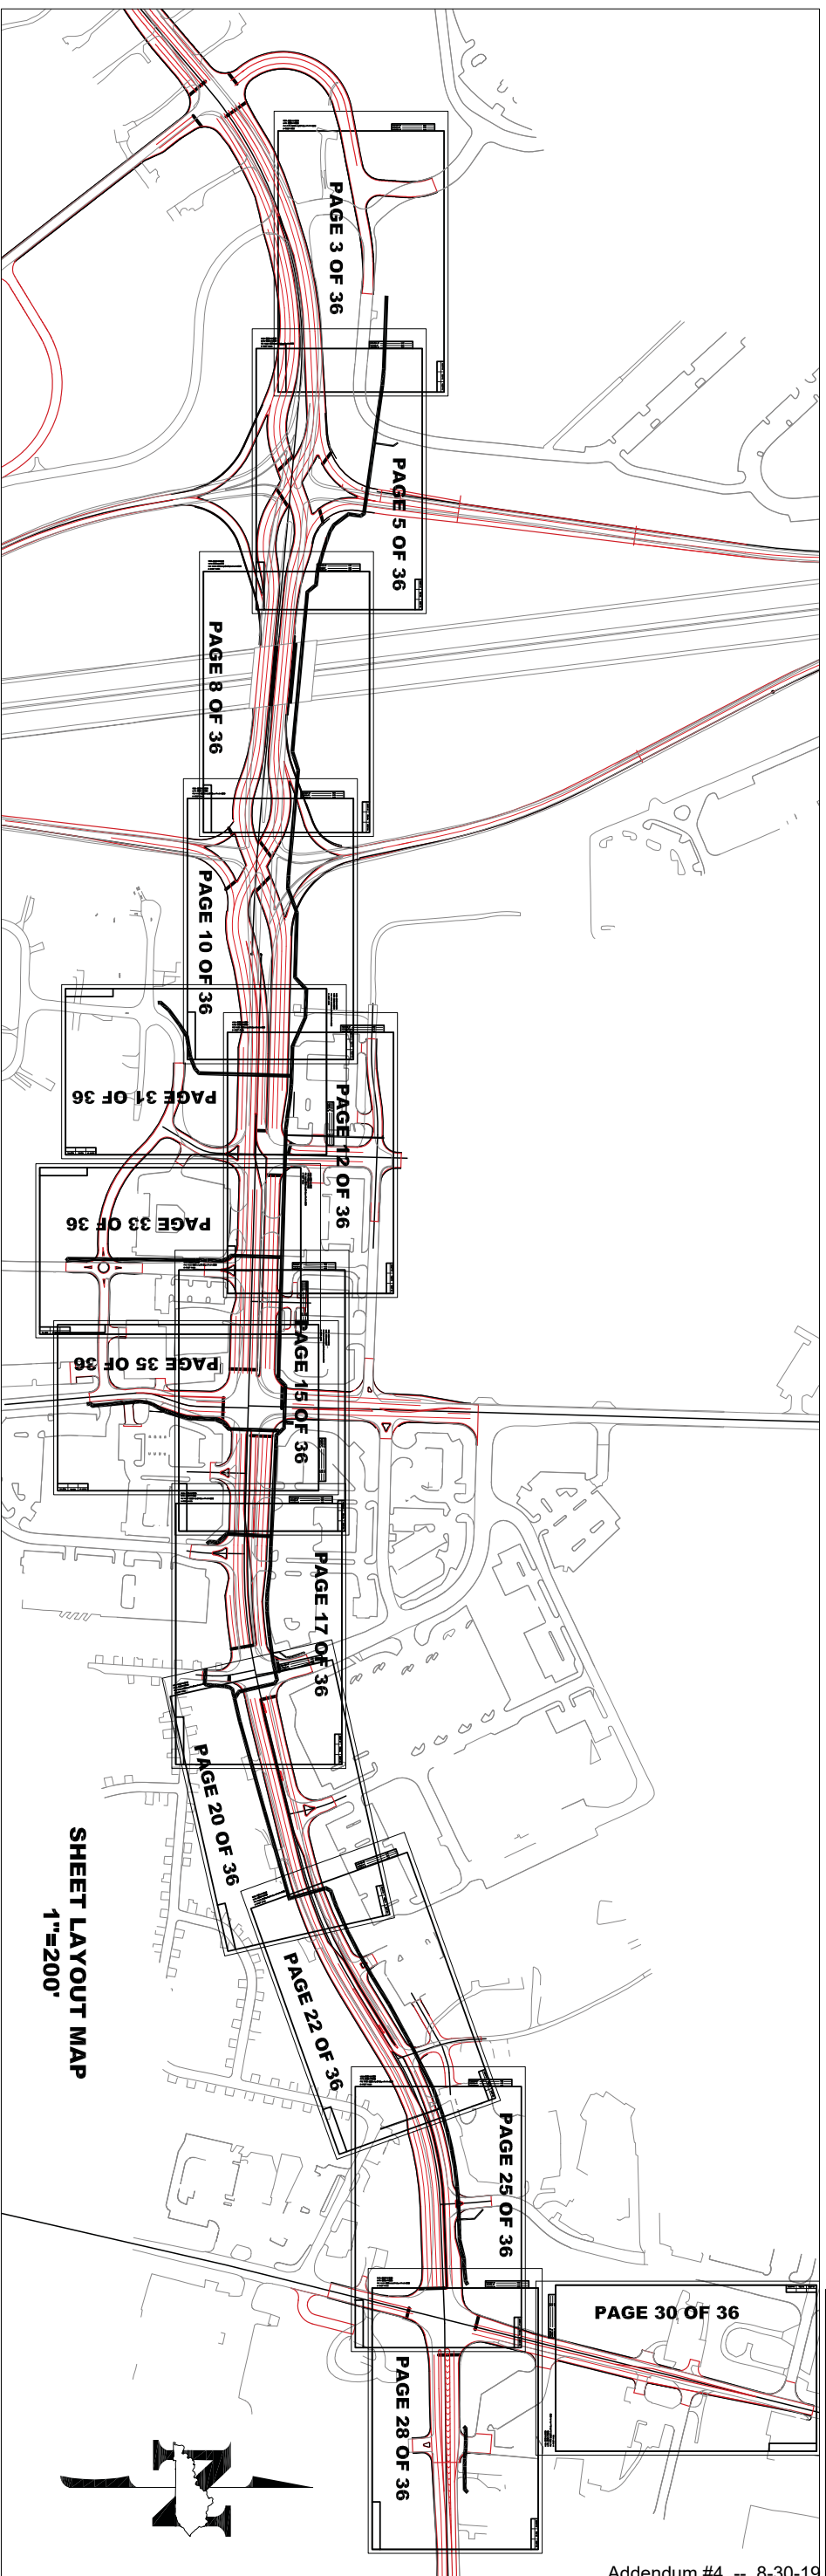 PAGE 3 OF 36
PAGE 5 OF 36
PAGE 8 OF 36
PAGE 10 OF 36
PAGE 31 OF 36
PAGE 12 OF 36
PAGE 33 OF 36
PAGE 15 OF 36
PAGE 35 OF 36
PAGE 17 OF 36
PAGE 20 OF 36
SHEET LAYOUT MAP
1"=200'
PAGE 22 OF 36
PAGE 25 OF 36
PAGE 30 OF 36
PAGE 28 OF 36
N
Addendum #4 -- 8-30-19